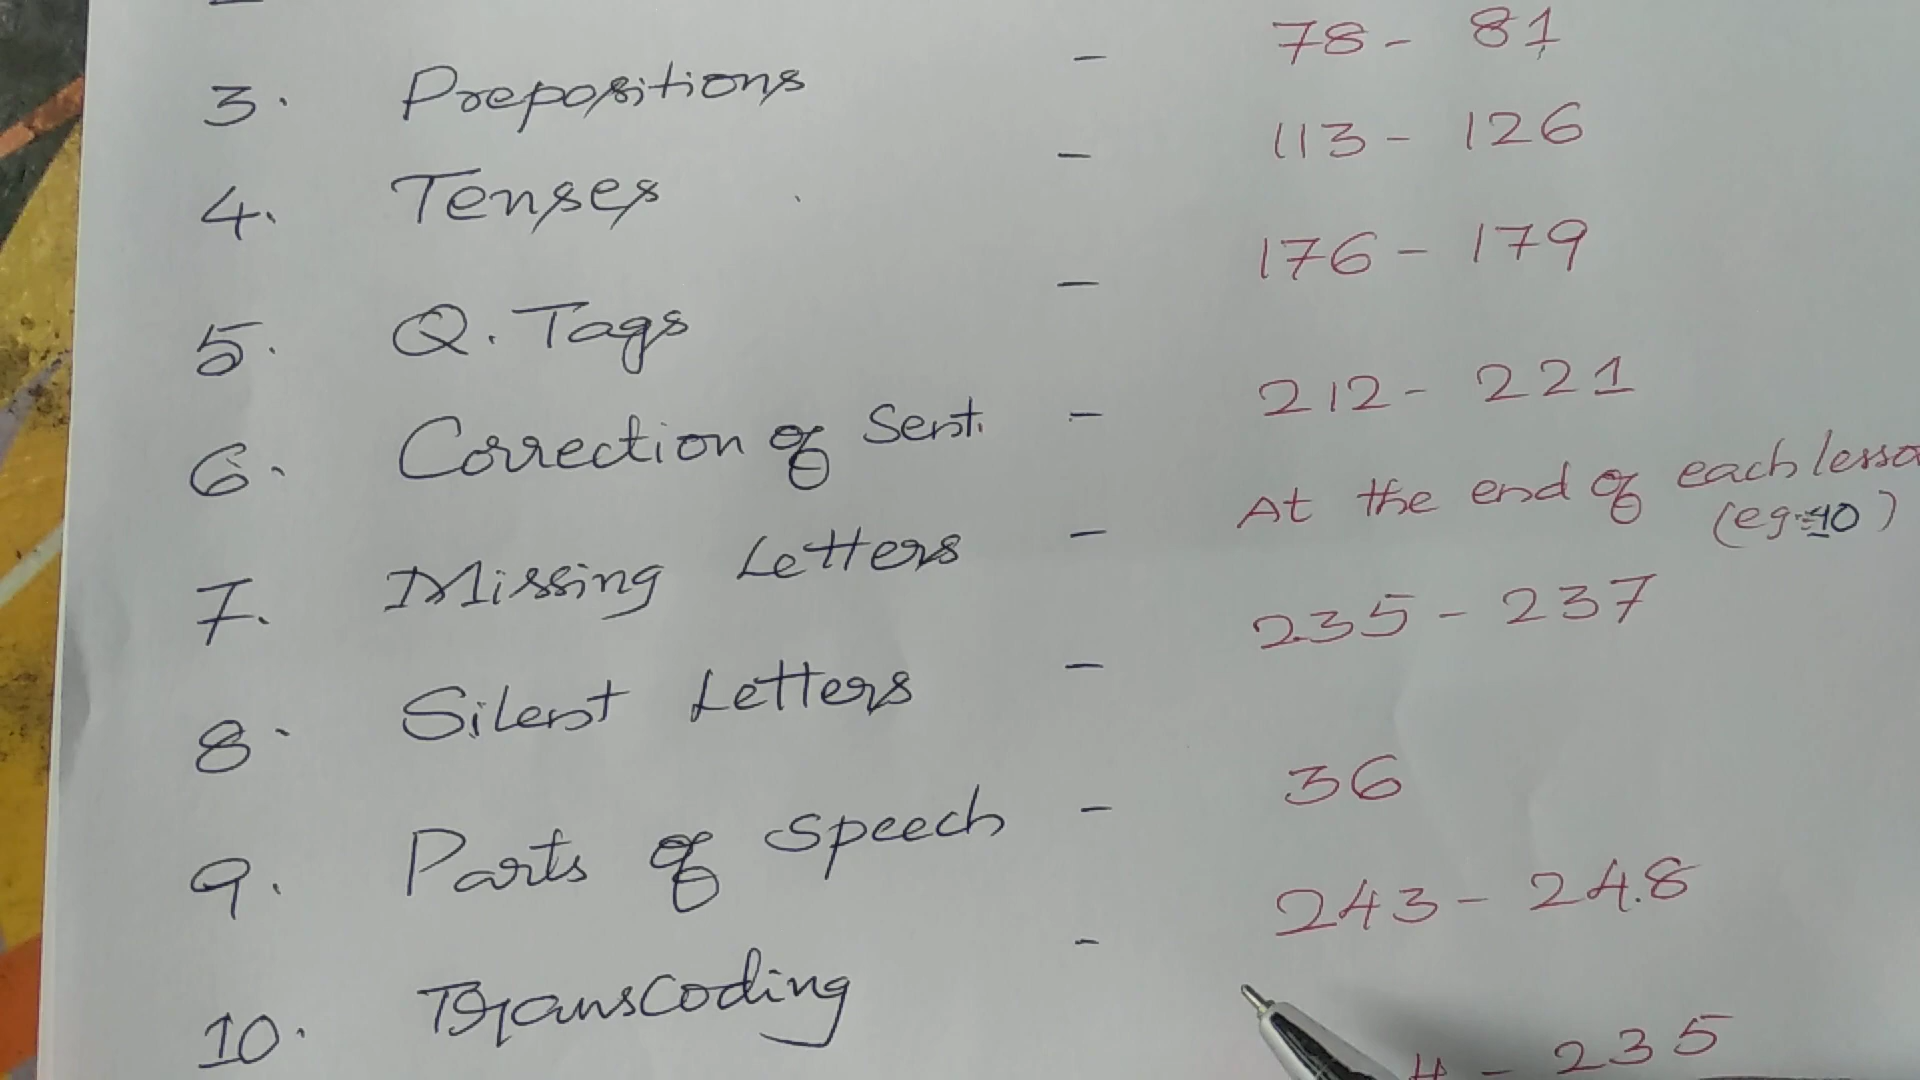 3. Prepositions - 78 - 81
4. Tenses - 113 - 126
5. Q. Tags - 176 - 179
6. Correction of Sent. - 212 - 221
7. Missing Letters - At the end of each lesso
(eg:-10)
8. Silent Letters - 235 - 237
9. Parts of Speech - 36
10. Transcoding - 243 - 248
- 235